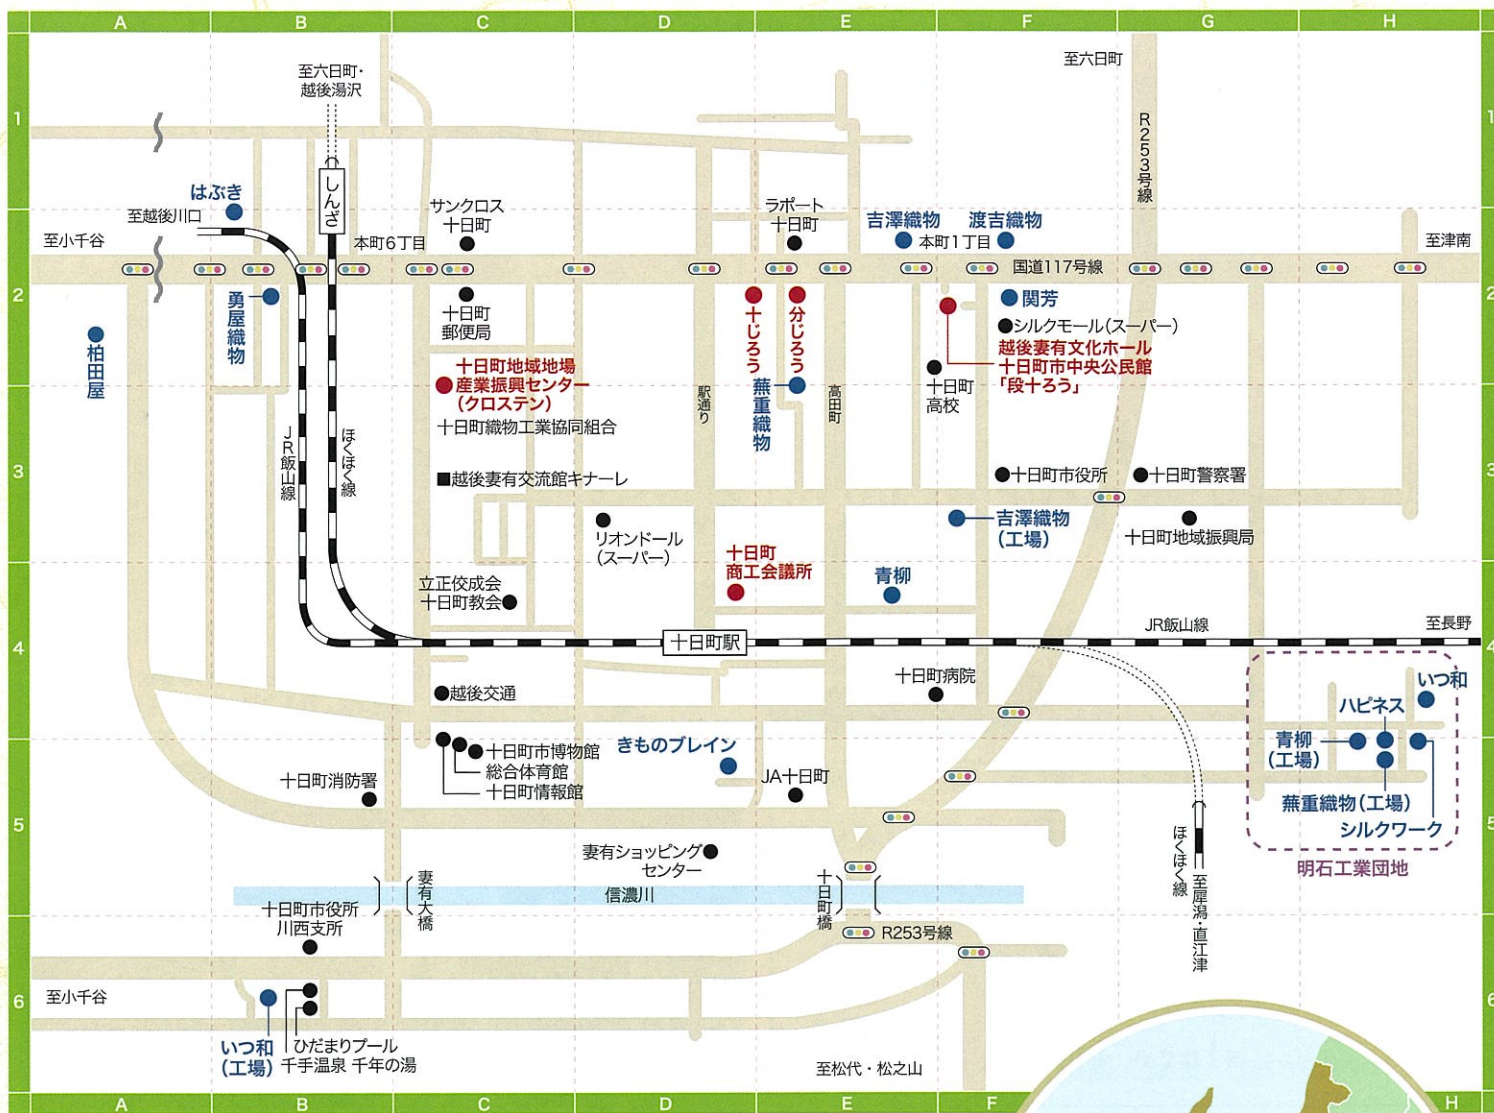 A
B
C
D
E
F
G
H
1
至六日町・
越後湯沢
至六日町
1
R253号線
はぶき
しんざ
至越後川口
サンクロス
十日町
ラポート
十日町
吉澤織物
渡吉織物
至小千谷
本町6丁目
本町1丁目
至津南
国道117号線
2
2
勇屋織物
十日町
郵便局
十じろう
分じろう
関芳
シルクモール(スーパー)
柏田屋
越後妻有文化ホール
十日町市中央公民館
「段十ろう」
十日町地域地場
産業振興センター
(クロステン)
蕪重織物
十日町
高校
駅通り
高田町
十日町織物工業協同組合
JR飯山線
ほくほく線
3
越後妻有交流館キナーレ
十日町市役所
十日町警察署
3
リオンドール
(スーパー)
吉澤織物
(工場)
十日町地域振興局
十日町
商工会議所
青柳
立正佼成会
十日町教会
JR飯山線
至長野
4
十日町駅
4
越後交通
十日町病院
いつ和
ハピネス
十日町市博物館
総合体育館
十日町情報館
きものブレイン
青柳
(工場)
十日町消防署
JA十日町
蕪重織物(工場)
5
5
シルクワーク
妻有ショッピング
センター
明石工業団地
ほくほく線
至犀潟・直江津
妻有大橋
信濃川
十日町橋
十日町市役所
川西支所
R253号線
6
至小千谷
6
いつ和
(工場)
ひだまりプール
千手温泉 千年の湯
至松代・松之山
A
B
C
D
E
F
H